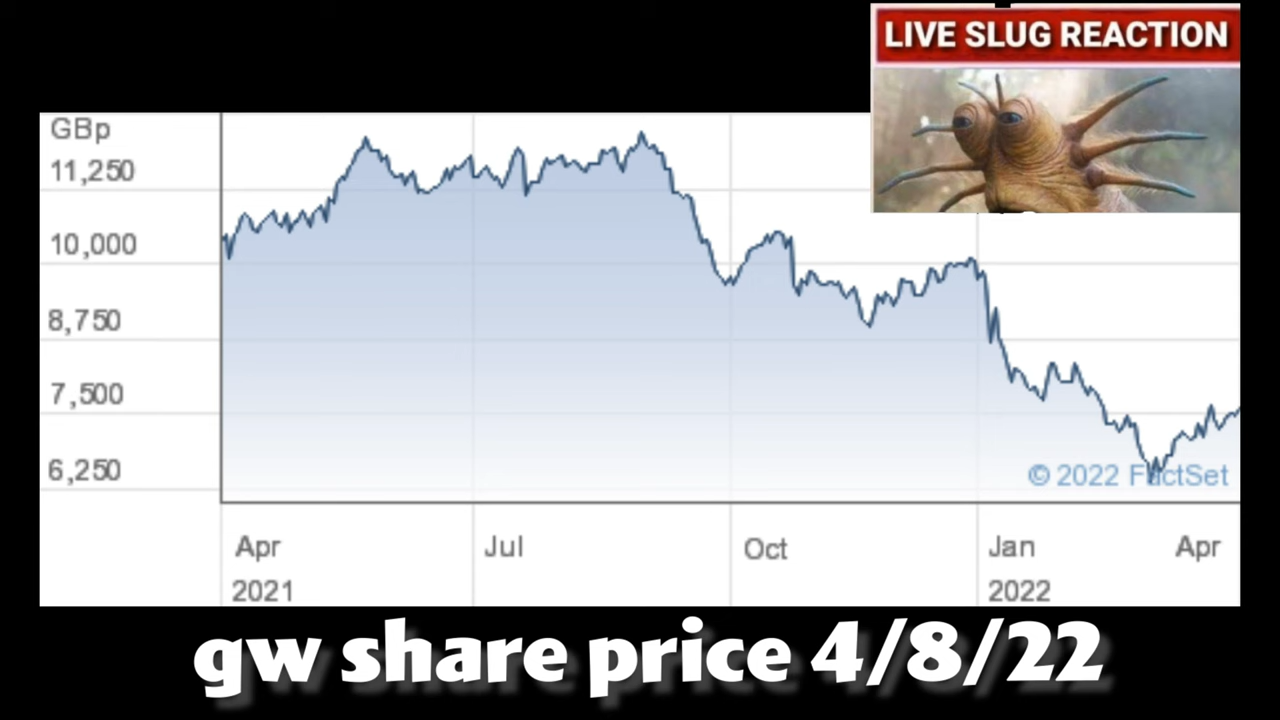 LIVE SLUG REACTION
GBp
11,250
10,000
8,750
7,500
6,250
© 2022 FactSet
Apr Jul Oct Jan Apr
2021 2022
gw share price 4/8/22